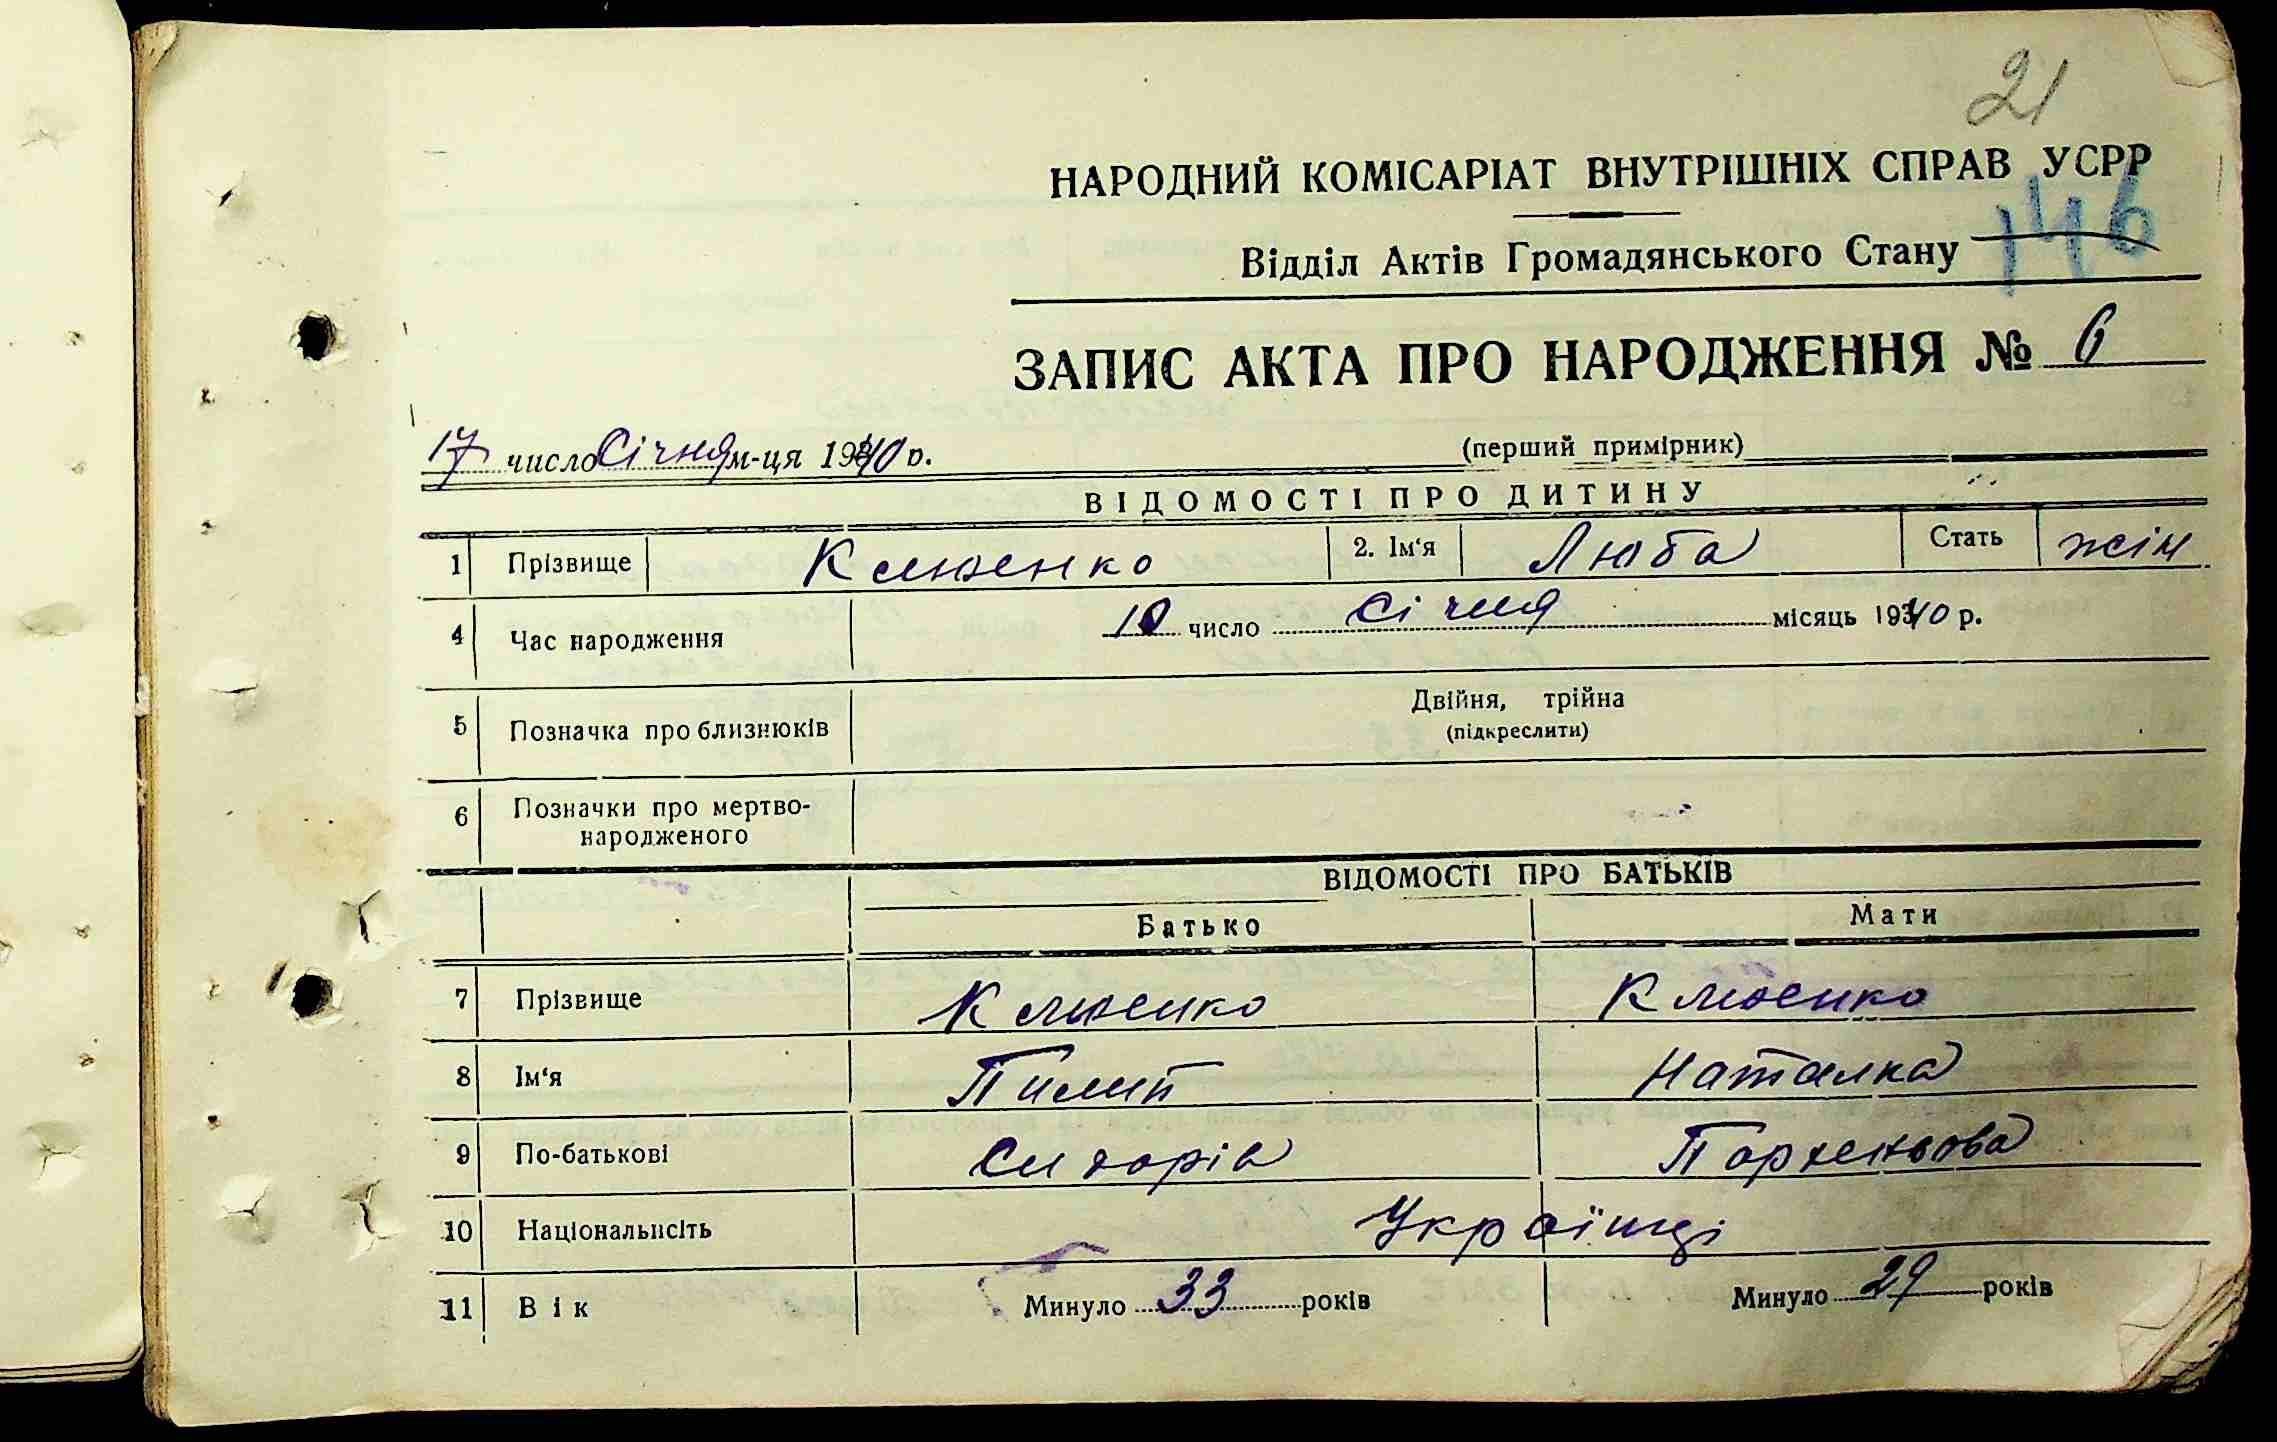 21
НАРОДНИЙ КОМІСАРІАТ ВНУТРІШНІХ СПРАВ УСРР
146
Відділ Актів Громадянського Стану
ЗАПИС АКТА ПРО НАРОДЖЕННЯ № 6
17 число Січня м-ця 1940 р.
(перший примірник)
ВІДОМОСТІ ПРО ДИТИНУ
1 Прізвище Клюенко 2. Ім‘я Люба Стать жін
4 Час народження 10 число Січня місяць 1940 р.
5 Позначка про близнюків Двійня, трійна
(підкреслити)
6 Позначки про мертво-
народженого
ВІДОМОСТІ ПРО БАТЬКІВ
Батько Мати
7 Прізвище Клюенко Клюенко
8 Ім‘я Пилип Наталка
9 По-батькові Сидорів
10 Національність Українці
11 Вік Минуло 33 років Минуло 29 років